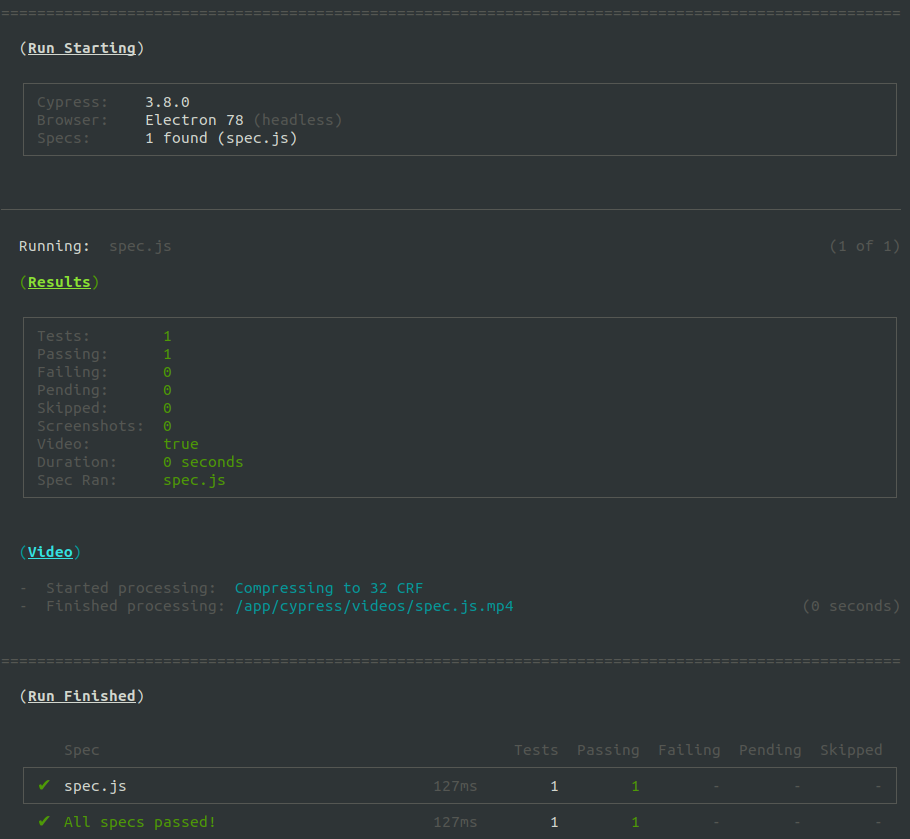 ====================================================================================================
(Run Starting)
Cypress: 3.8.0
Browser: Electron 78 (headless)
Specs: 1 found (spec.js)
Running: spec.js (1 of 1)
(Results)
Tests: 1
Passing: 1
Failing: 0
Pending: 0
Skipped: 0
Screenshots: 0
Video: true
Duration: 0 seconds
Spec Ran: spec.js
(Video)
- Started processing: Compressing to 32 CRF
- Finished processing: /app/cypress/videos/spec.js.mp4 (0 seconds)
====================================================================================================
(Run Finished)
Spec Tests Passing Failing Pending Skipped
✔ spec.js 127ms 1 1 - - -
✔ All specs passed! 127ms 1 1 - - -